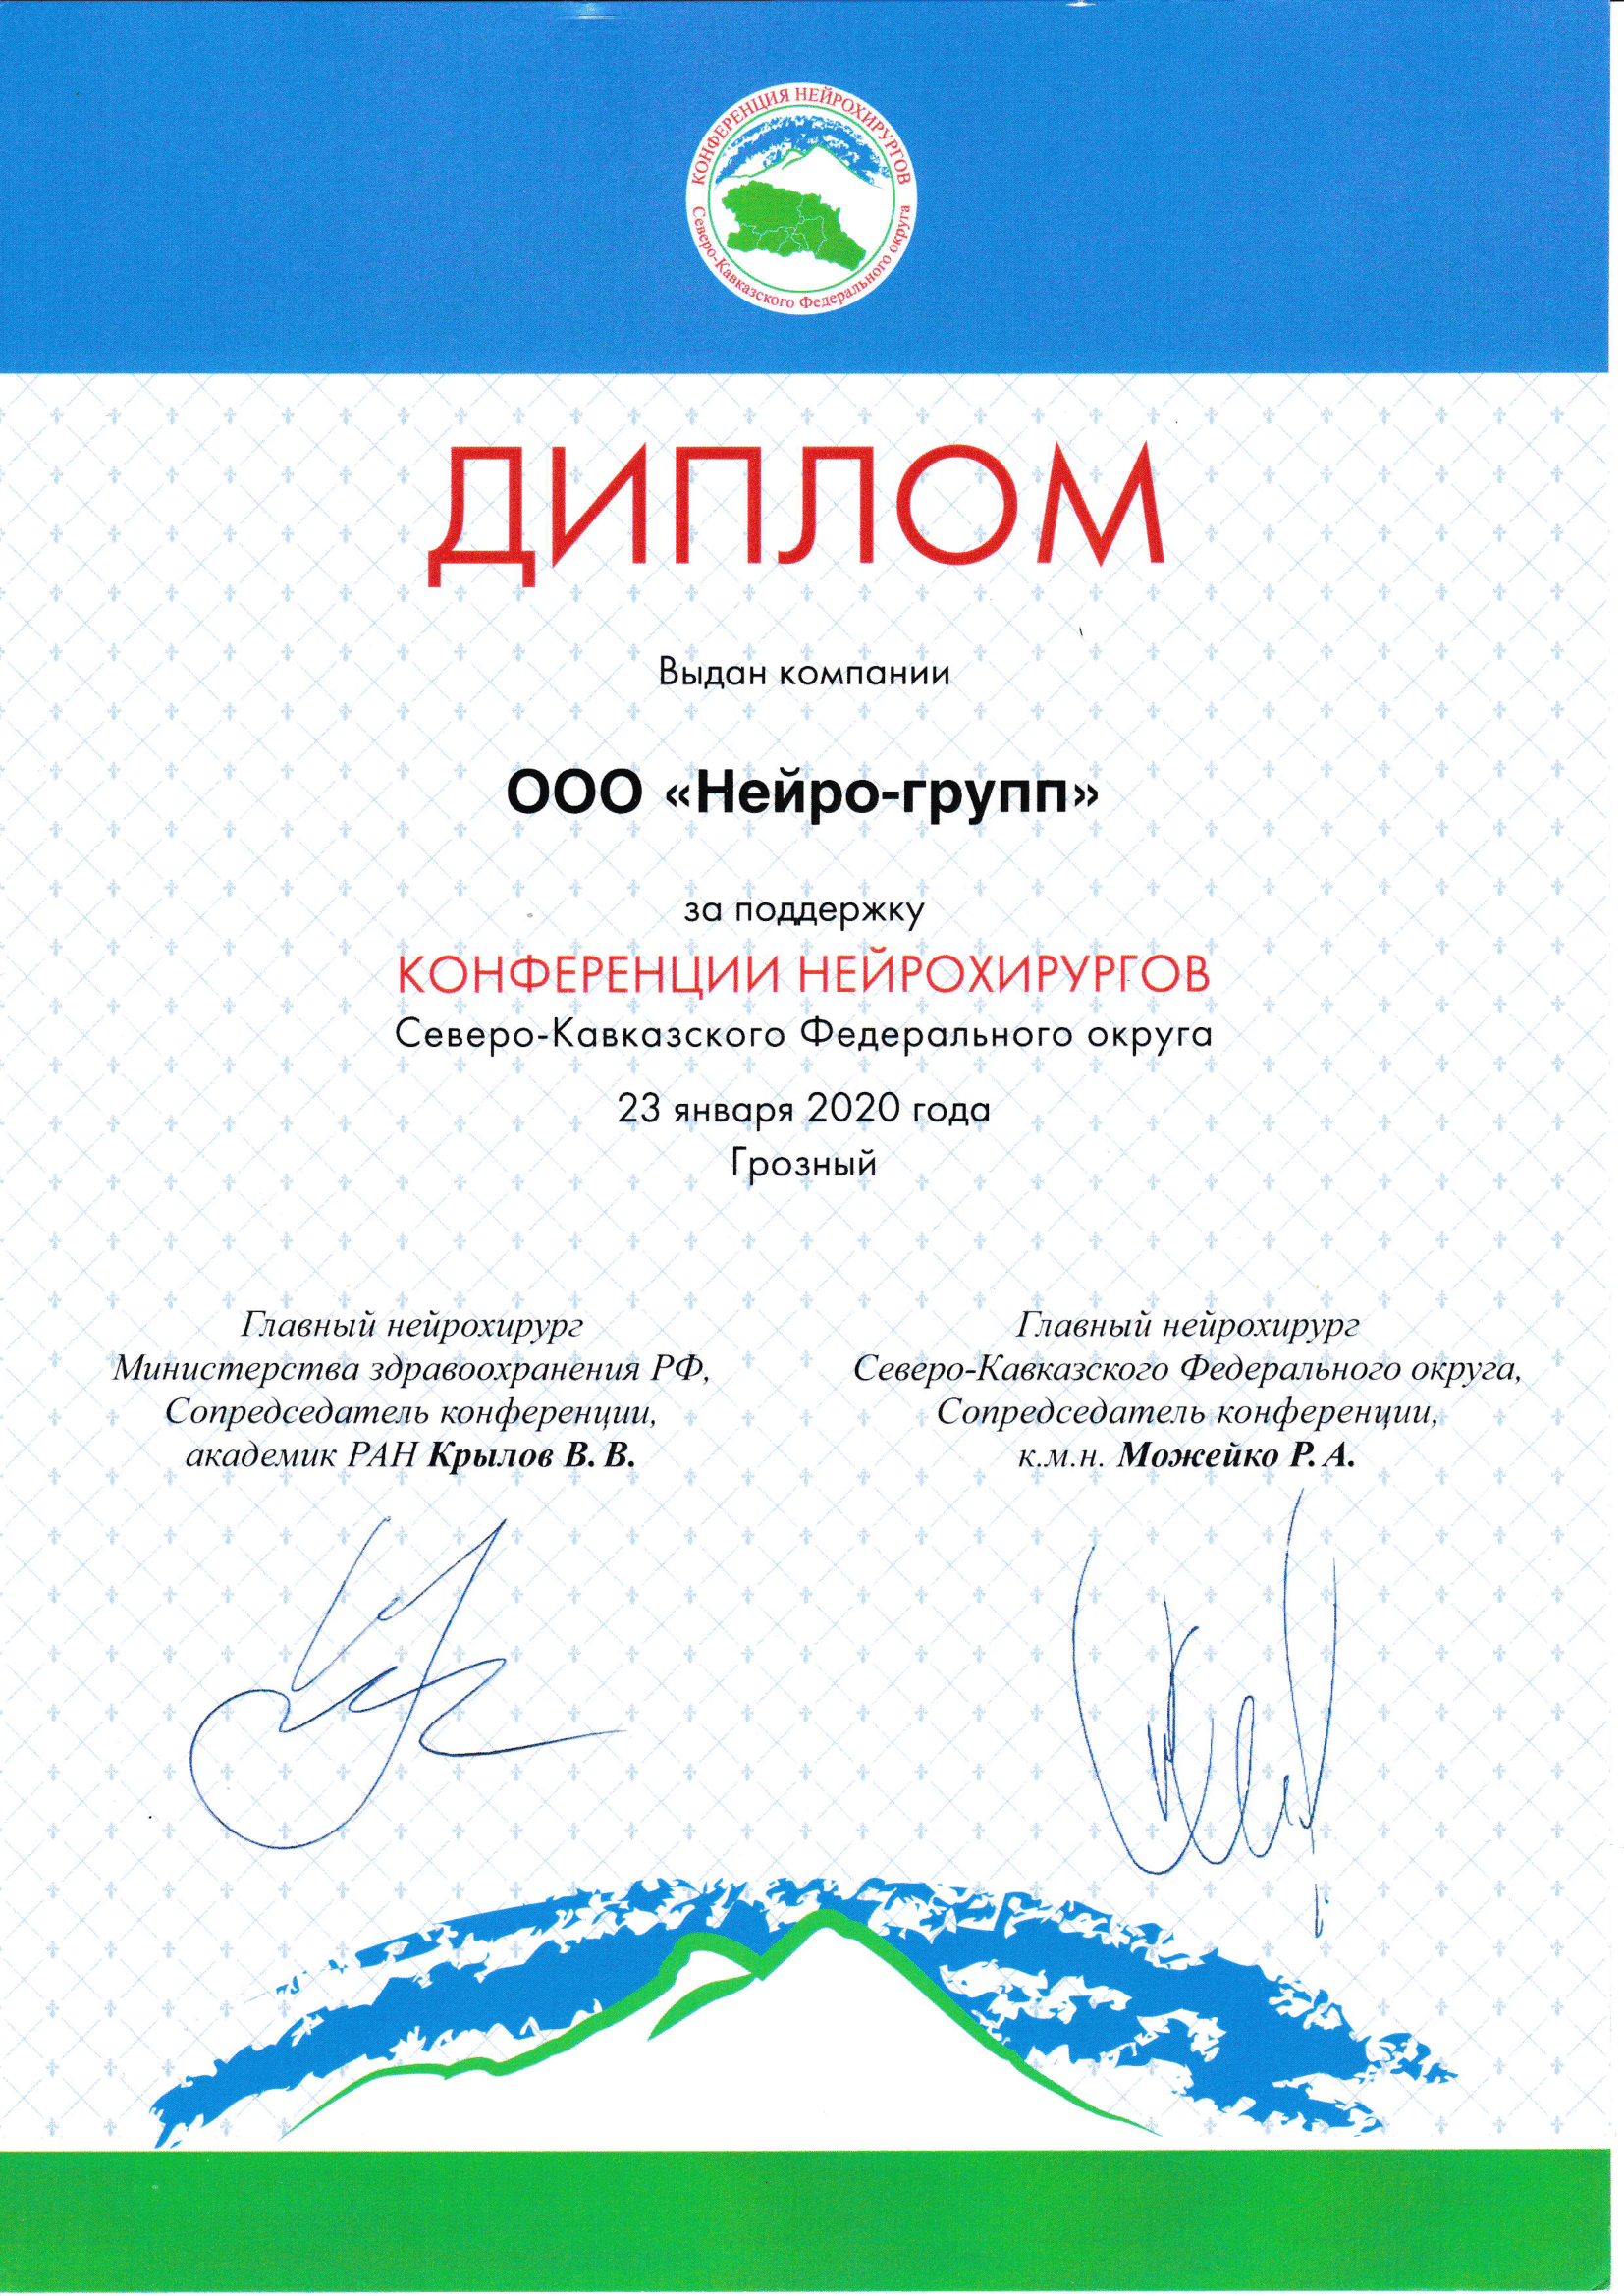 КОНФЕРЕНЦИЯ НЕЙРОХИРУРГОВ
Северо-Кавказского Федерального округа
ДИПЛОМ
Выдан компании
ООО «Нейро-групп»
за поддержку
КОНФЕРЕНЦИИ НЕЙРОХИРУРГОВ
Северо-Кавказского Федерального округа
23 января 2020 года
Грозный
Главный нейрохирург
Министерства здравоохранения РФ,
Сопредседатель конференции,
академик РАН Крылов В. В.
Главный нейрохирург
Северо-Кавказского Федерального округа,
Сопредседатель конференции,
к.м.н. Можейко Р. А.